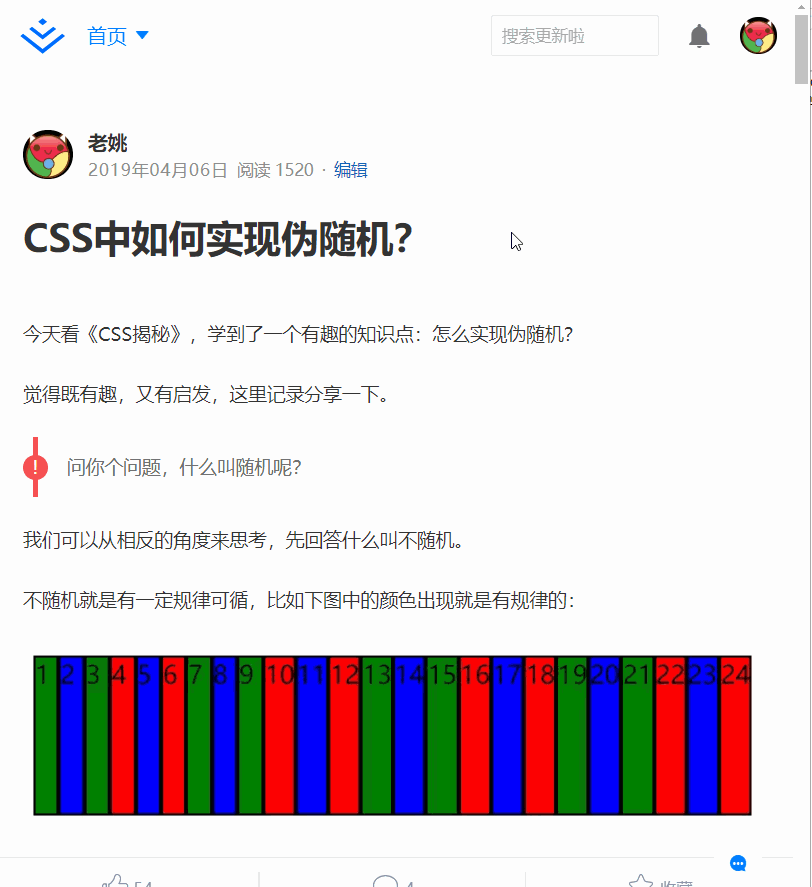 首页
搜索更新啦
老姚
2019年04月06日 阅读 1520 · 编辑
CSS中如何实现伪随机？
今天看《CSS揭秘》，学到了一个有趣的知识点：怎么实现伪随机？
觉得既有趣，又有启发，这里记录分享一下。
! 问你个问题，什么叫随机呢？
我们可以从相反的角度来思考，先回答什么叫不随机。
不随机就是有一定规律可循，比如下图中的颜色出现就是有规律的：
1 2 3 4 5 6 7 8 9 10 11 12 13 14 15 16 17 18 19 20 21 22 23 24
54 4 收藏